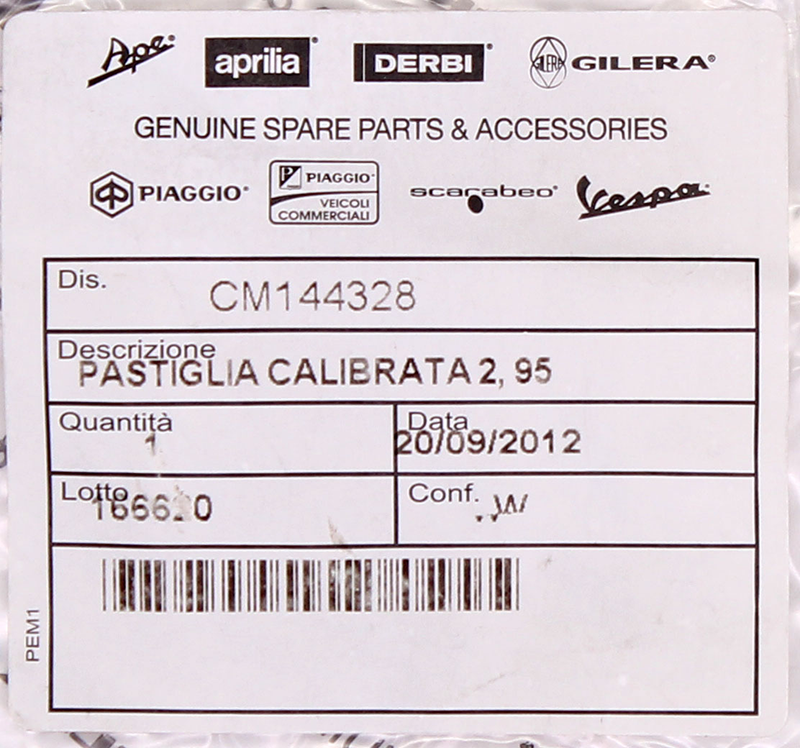 Ape®
aprilia®
DERBI®
GILERA GILERA®
GENUINE SPARE PARTS & ACCESSORIES
PIAGGIO®
P PIAGGIO®
VEICOLI
COMMERCIALI
scarabeo®
Vespa®
Dis. CM144328
Descrizione
PASTIGLIA CALIBRATA 2, 95
Quantità 1
Data 20/09/2012
Lotto
Conf.
PEM1